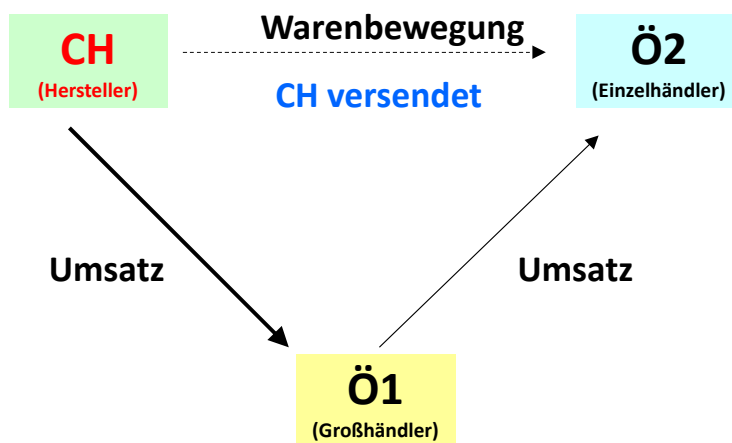 CH
(Hersteller)
Warenbewegung
CH versendet
Ö2
(Einzelhändler)
Umsatz
Umsatz
Ö1
(Großhändler)